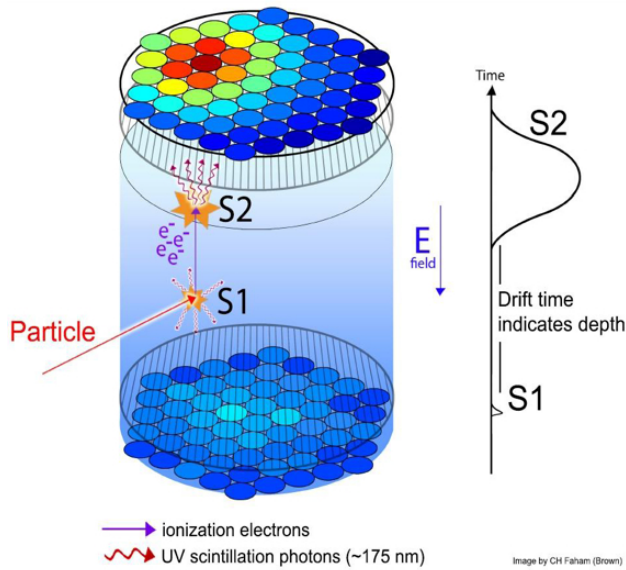 Time
S2
S2
e-
e-
e-
e-
E
field
S1
Drift time
indicates depth
Particle
S1
ionization electrons
UV scintillation photons (~175 nm)
Image by CH Faham (Brown)